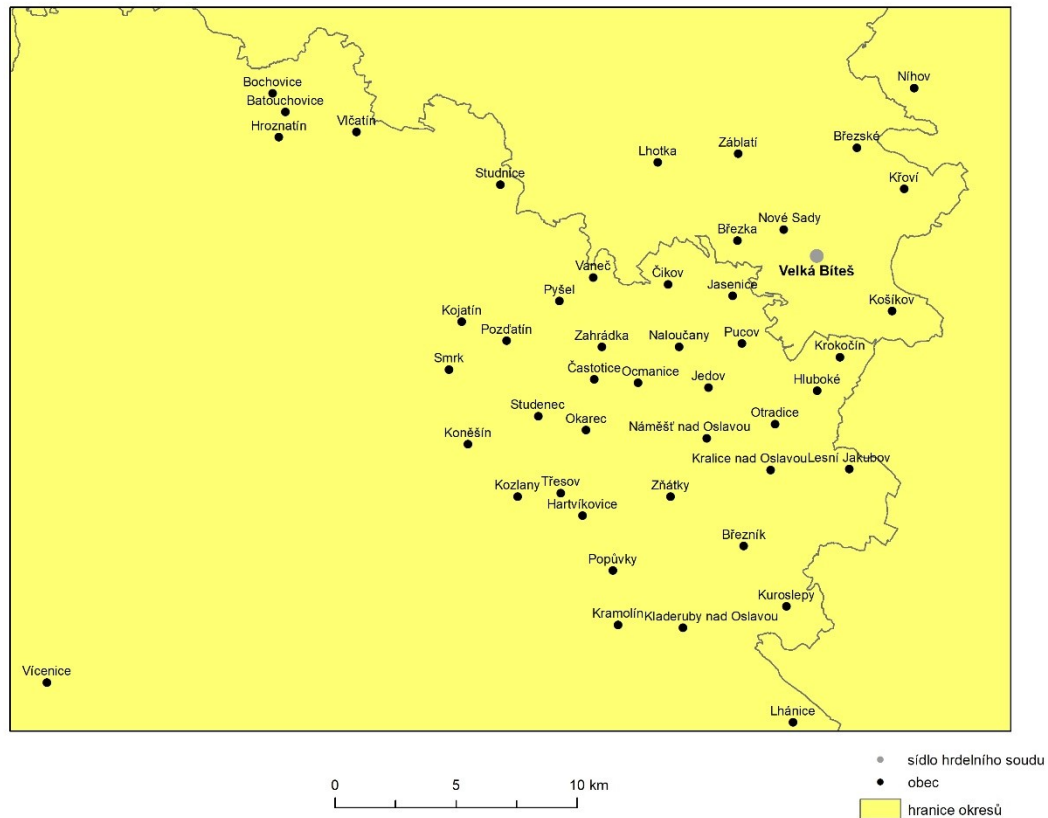 Níhov
Bochovice
Batouchovice
Hroznatín
Vlčatín
Březské
Záblatí
Lhotka
Studnice
Křoví
Nové Sady
Březka
Velká Bíteš
Vaneč
Čikov
Jasenice
Pyšel
Košíkov
Kojatín
Pozďatín
Zahrádka
Naloučany
Pucov
Krokočín
Smrk
Častotice
Ocmanice
Jedov
Hluboké
Studenec
Okarec
Náměšť nad Oslavou
Otradice
Koněšín
Kralice nad Oslavou
Lesní Jakubov
Kozlany
Třesov
Hartvíkovice
Zňátky
Březník
Popůvky
Kuroslepy
Kramolín
Kladeruby nad Oslavou
Vícenice
Lhánice
0 5 10 km
sídlo hrdelního soudu
obec
hranice okresů